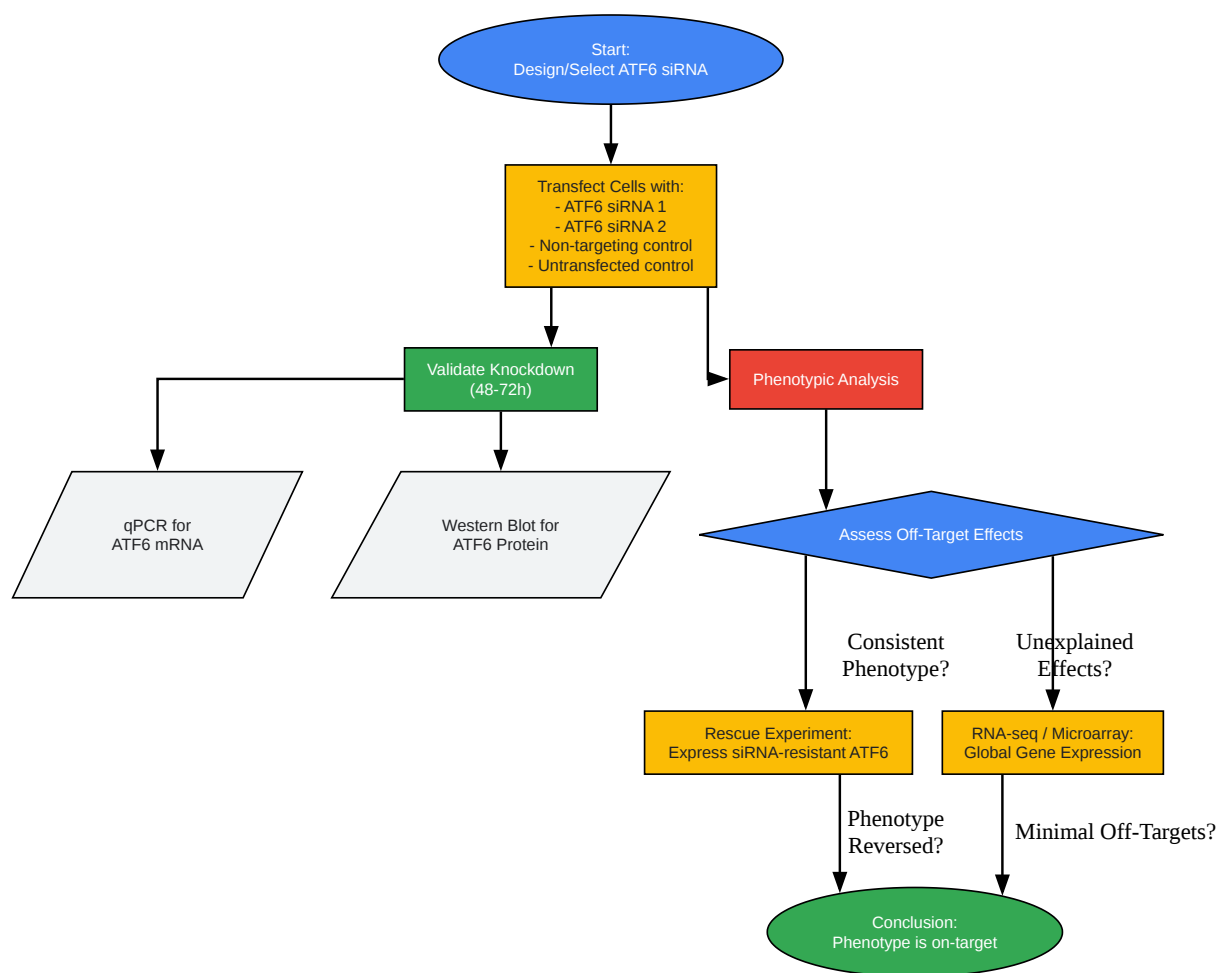 Start:
Design/Select ATF6 siRNA
Transfect Cells with:
- ATF6 siRNA 1
- ATF6 siRNA 2
- Non-targeting control
- Untransfected control
Validate Knockdown
(48-72h)
Phenotypic Analysis
qPCR for
ATF6 mRNA
Western Blot for
ATF6 Protein
Assess Off-Target Effects
Consistent
Phenotype?
Unexplained
Effects?
Rescue Experiment:
Express siRNA-resistant ATF6
RNA-seq / Microarray:
Global Gene Expression
Phenotype
Reversed?
Minimal Off-Targets?
Conclusion:
Phenotype is on-target